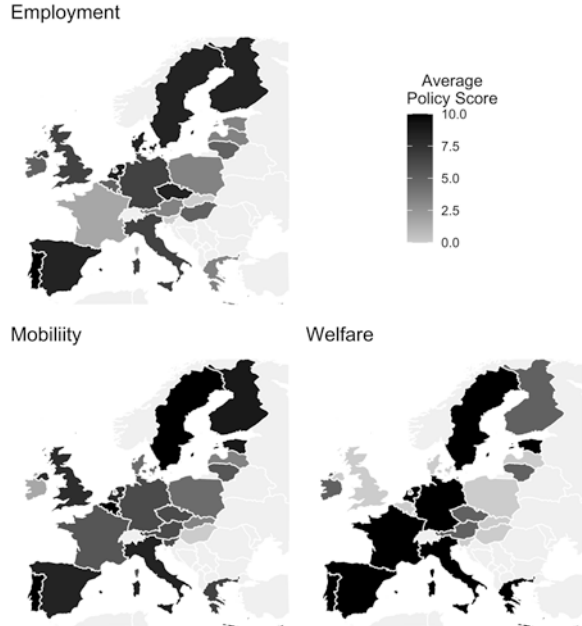 Employment
Average
Policy Score
10.0
7.5
5.0
2.5
0.0
Mobiliity
Welfare